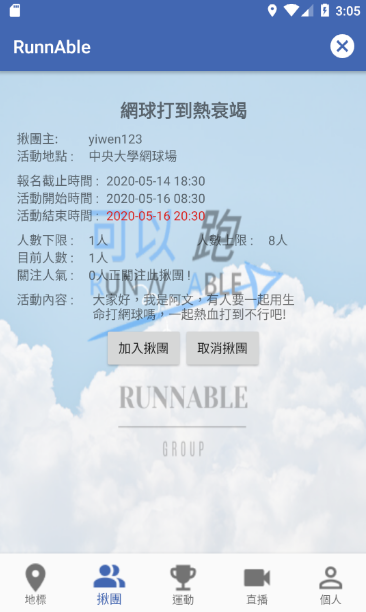 3:05
RunnAble
網球打到熱衰竭
揪團主: yiwen123
活動地點： 中央大學網球場
報名截止時間： 2020-05-14 18:30
活動開始時間： 2020-05-16 08:30
活動結束時間： 2020-05-16 20:30
人數下限： 1人 人數上限： 8人
目前人數： 1人
關注人氣： 0人正關注此揪團！
活動內容： 大家好，我是阿文，有人要一起用生
命打網球嗎，一起熱血打到不行吧!
可以 跑
RUNW_ABLE
加入揪團 取消揪團
RUNNABLE
GROUP
地標 揪團 運動 直播 個人